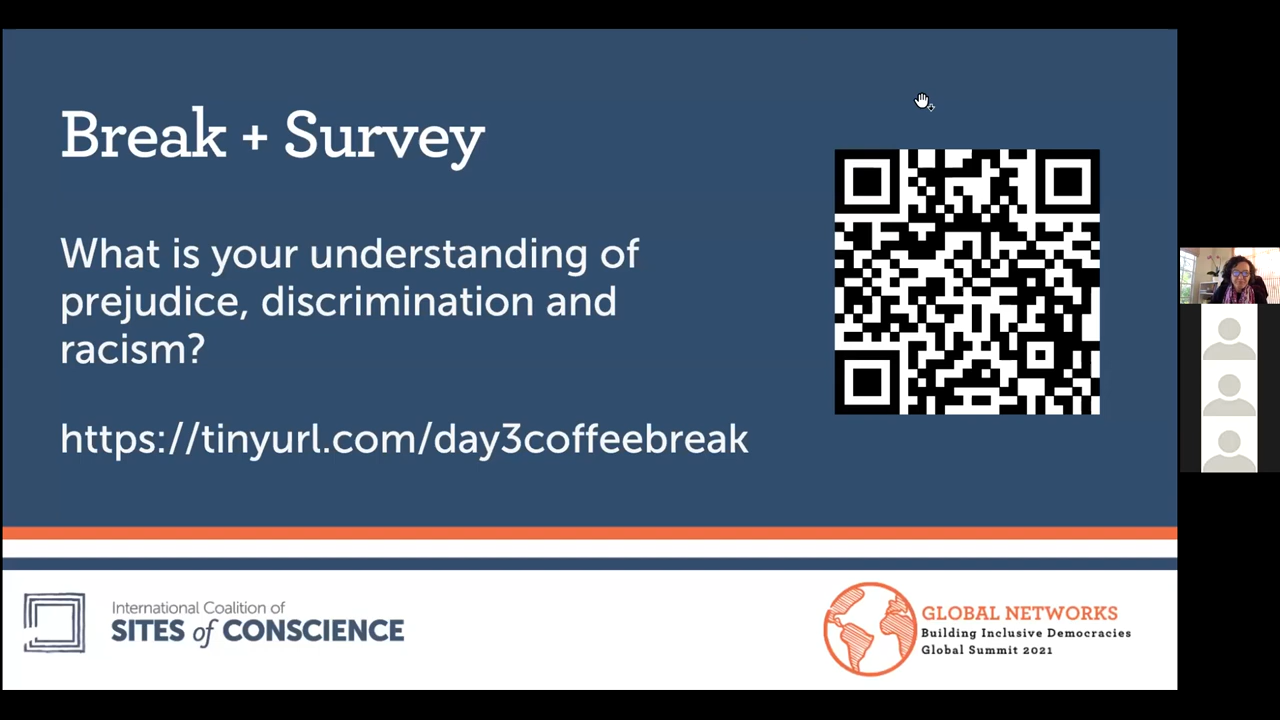 Break + Survey
What is your understanding of
prejudice, discrimination and
racism?
https://tinyurl.com/day3coffeebreak
International Coalition of
SITES of CONSCIENCE
GLOBAL NETWORKS
Building Inclusive Democracies
Global Summit 2021